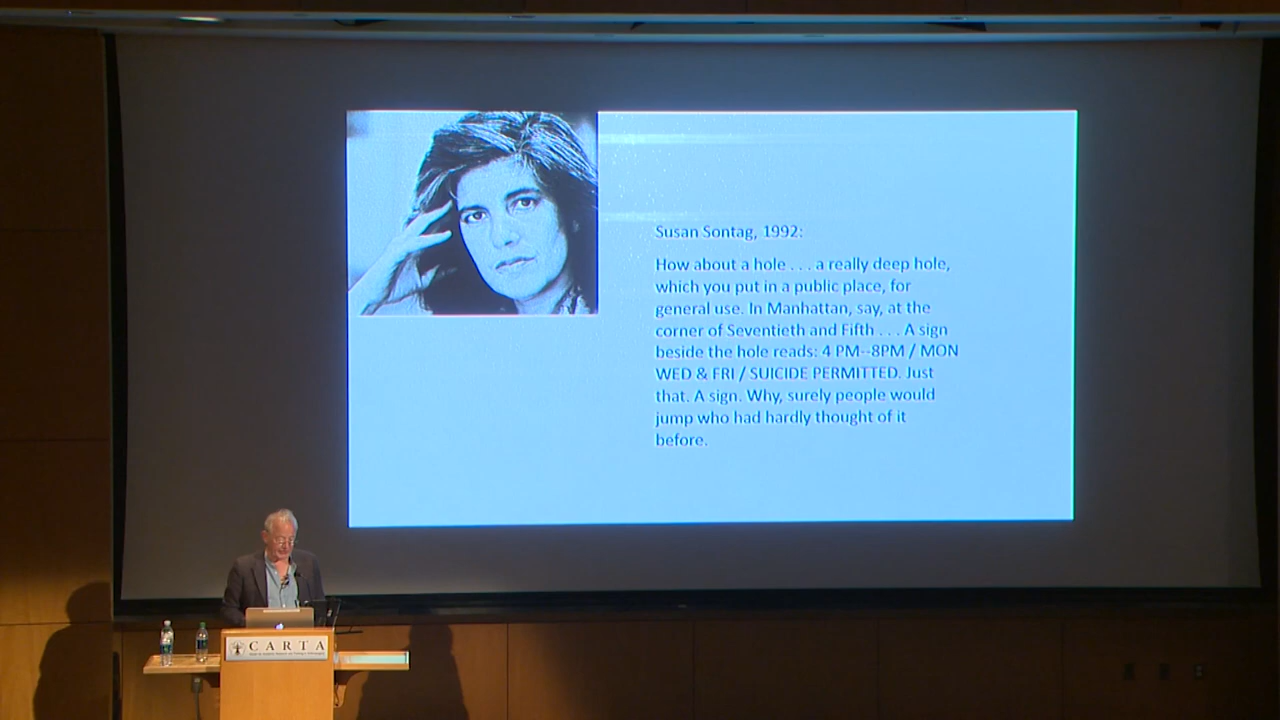 Susan Sontag, 1992:
How about a hole . . . a really deep hole,
which you put in a public place, for
general use. In Manhattan, say, at the
corner of Seventieth and Fifth . . . A sign
beside the hole reads: 4 PM--8PM / MON
WED & FRI / SUICIDE PERMITTED. Just
that. A sign. Why, surely people would
jump who had hardly thought of it
before.
CARTA